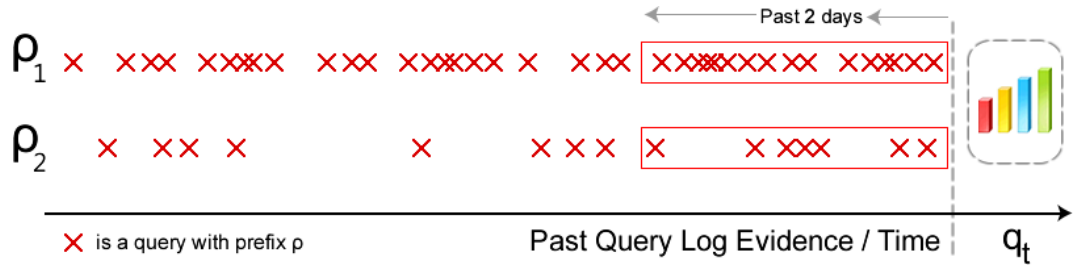 Past 2 days
ρ1
ρ2
is a query with prefix ρ
Past Query Log Evidence / Time
qt